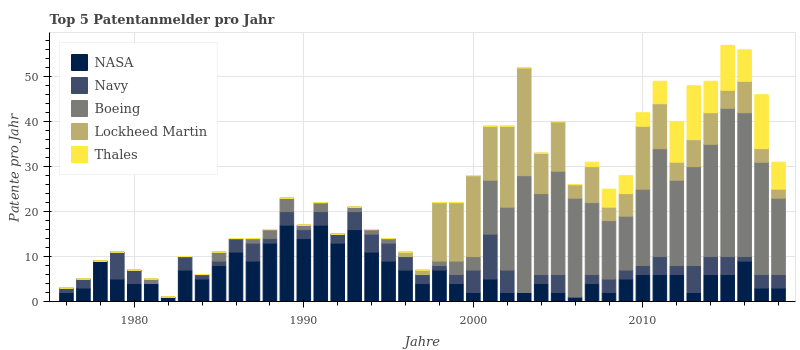 Top 5 Patentanmelder pro Jahr
NASA
Navy
Boeing
Lockheed Martin
Thales
Patente pro Jahr
50
40
30
20
10
0
1980 1990 2000 2010
Jahre